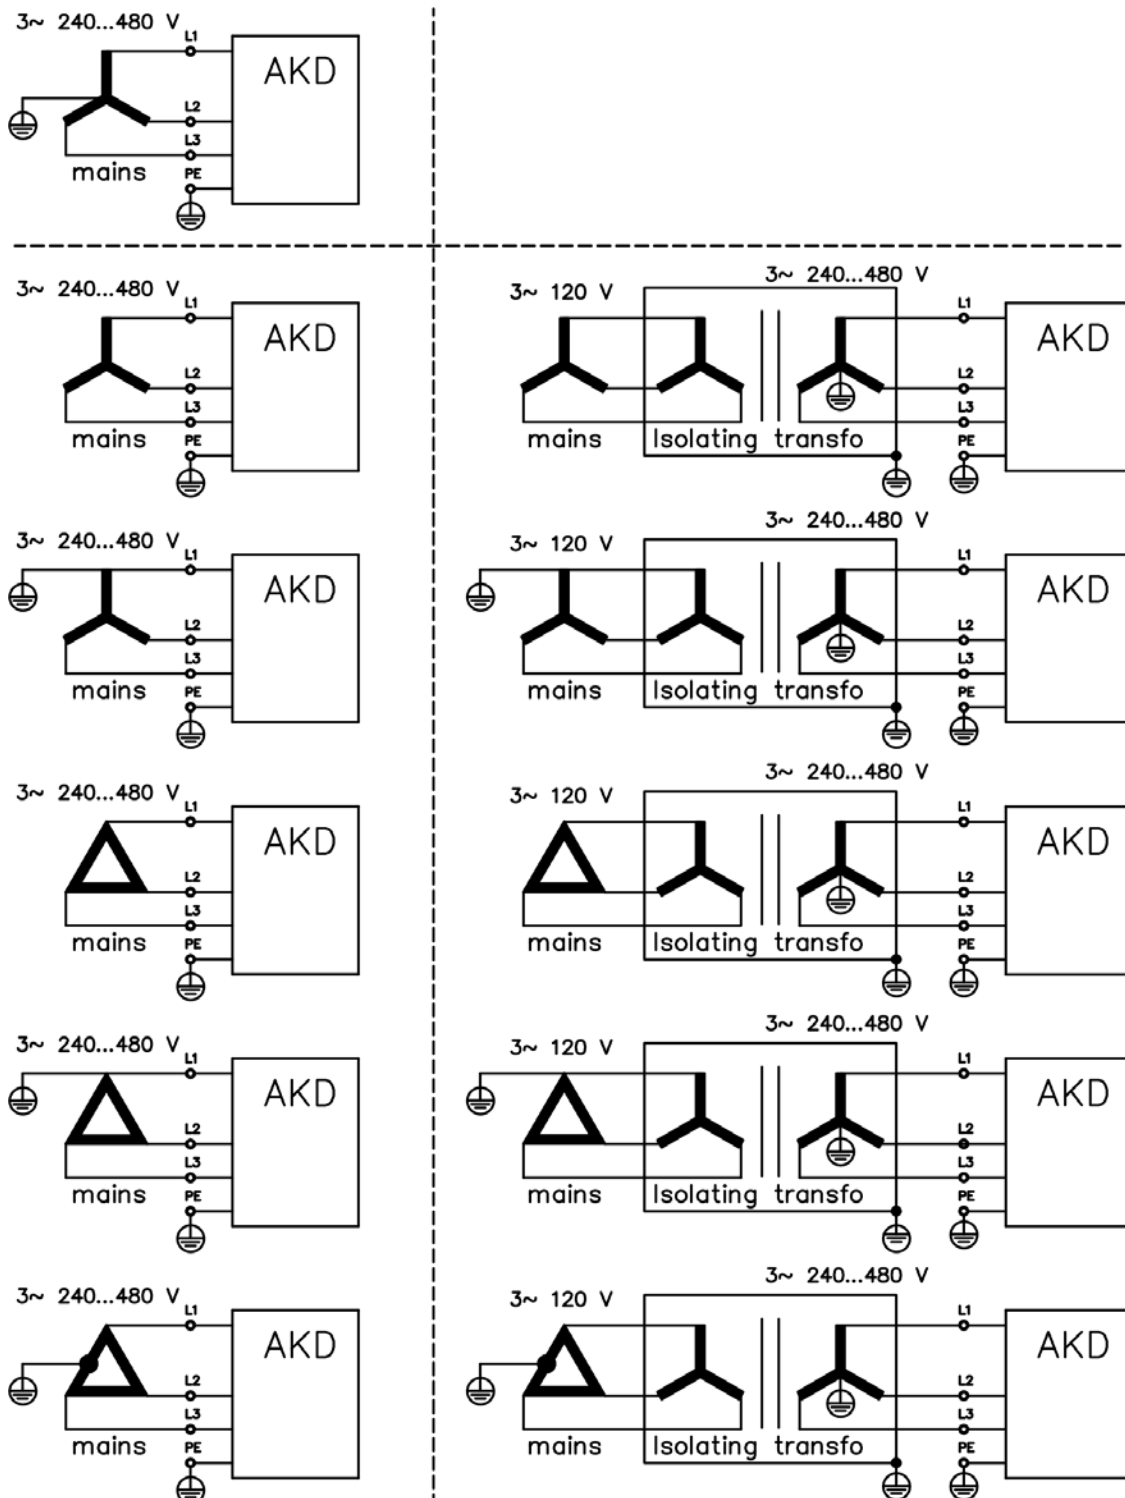 3~ 240...480 V
L1
AKD
L2
L3
mains
PE
3~ 240...480 V
L1
AKD
L2
L3
mains
PE
3~ 120 V
3~ 240...480 V
L1
AKD
L2
L3
mains
Isolating transfo
PE
3~ 240...480 V
L1
AKD
L2
L3
mains
PE
3~ 120 V
3~ 240...480 V
L1
AKD
L2
L3
mains
Isolating transfo
PE
3~ 240...480 V
L1
AKD
L2
L3
mains
PE
3~ 120 V
3~ 240...480 V
L1
AKD
L2
L3
mains
Isolating transfo
PE
3~ 240...480 V
L1
AKD
L2
L3
mains
PE
3~ 120 V
3~ 240...480 V
L1
AKD
L2
L3
mains
Isolating transfo
PE
3~ 240...480 V
L1
AKD
L2
L3
mains
PE
3~ 120 V
3~ 240...480 V
L1
AKD
L2
L3
mains
Isolating transfo
PE